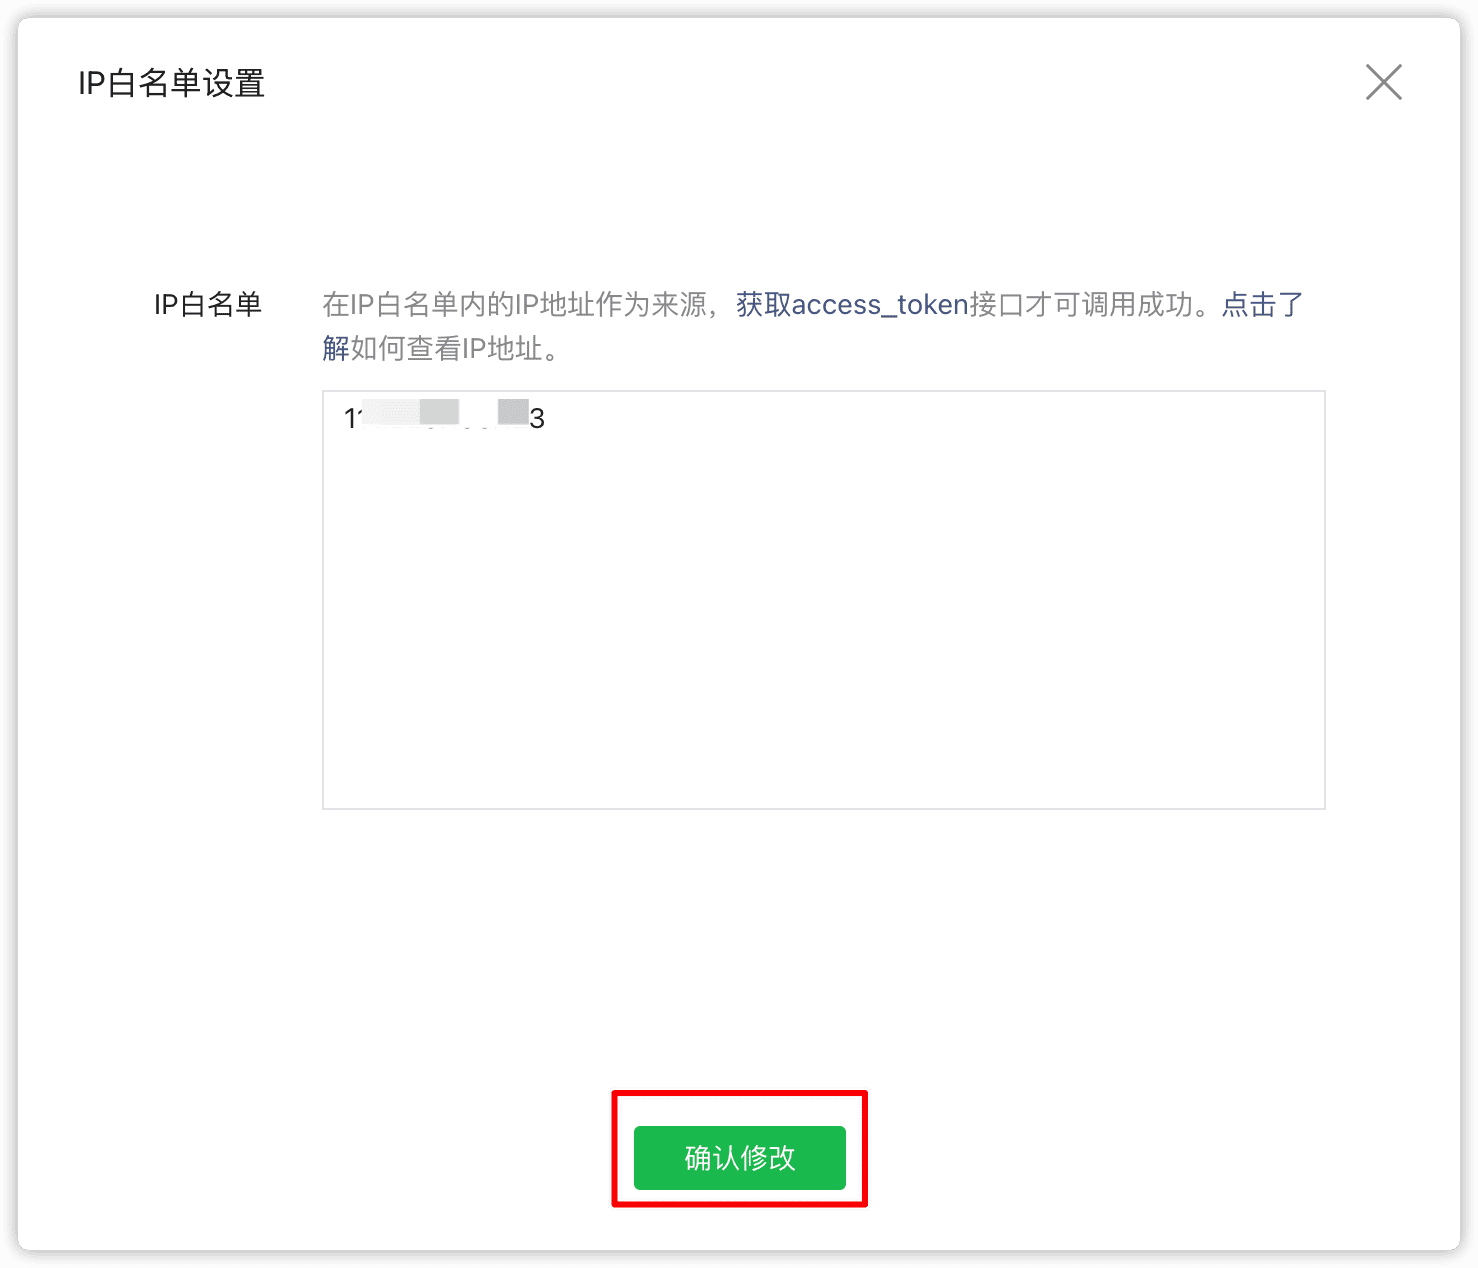 IP白名单设置
IP白名单
在IP白名单内的IP地址作为来源，获取access_token接口才可调用成功。点击了
解如何查看IP地址。
确认修改